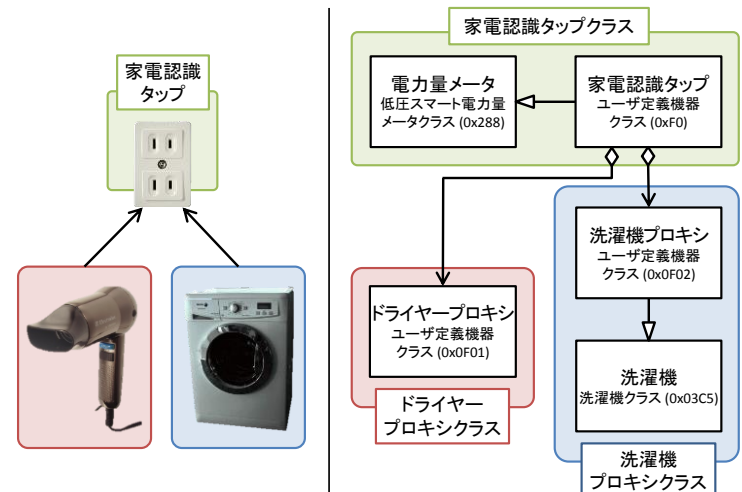 家電認識
タップ
家電認識タップクラス
電力量メータ
低圧スマート電力量
メータクラス (0x288)
家電認識タップ
ユーザ定義機器
クラス (0xF0)
洗濯機プロキシ
ユーザ定義機器
クラス (0x0F02)
ドライヤープロキシ
ユーザ定義機器
クラス (0x0F01)
ドライヤー
プロキシクラス
洗濯機
洗濯機クラス (0x03C5)
洗濯機
プロキシクラス